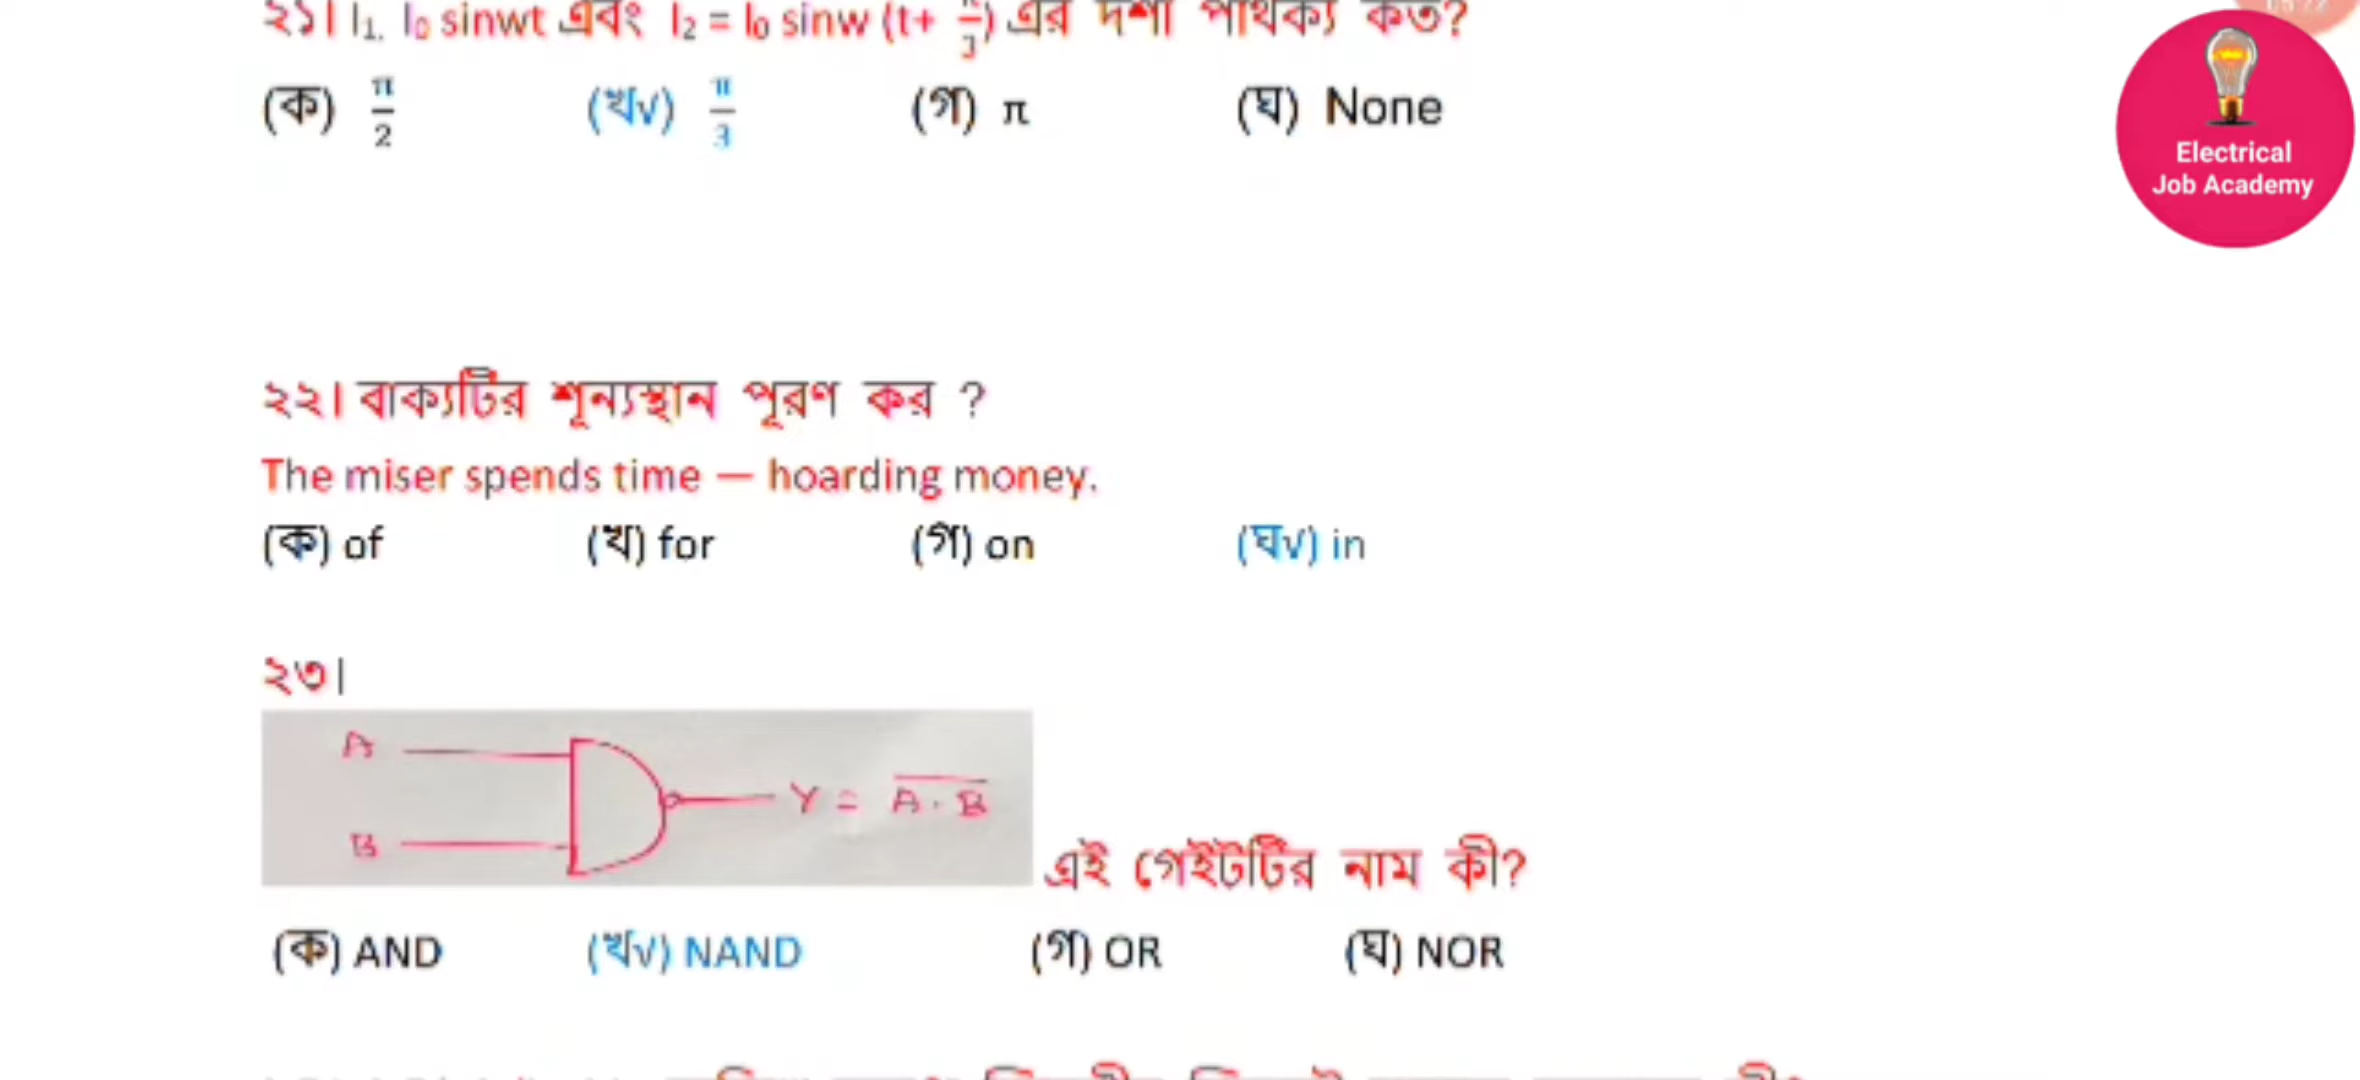 ২১। I₁. I₀ sinwt এবং I₂ = I₀ sinw (t+ π/3) এর দশা পার্থক্য কত?
(ক) π/2 (খ√) π/3 (গ) π (ঘ) None
Electrical
Job Academy
২২। বাক্যটির শূন্যস্থান পূরণ কর ?
The miser spends time — hoarding money.
(ক) of (খ) for (গ) on (ঘ√) in
২৩।
A
B
Y = \overline{A . B}
এই গেইটটির নাম কী?
(ক) AND (খ√) NAND (গ) OR (ঘ) NOR